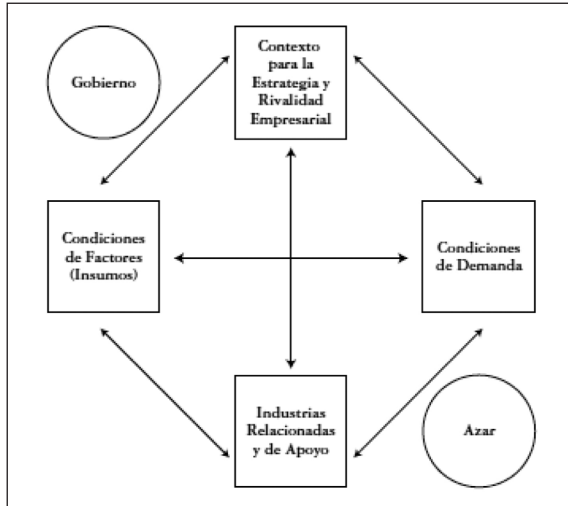 Gobierno
Contexto
para la
Estrategia y
Rivalidad
Empresarial
Condiciones
de Factores
(Insumos)
Condiciones
de Demanda
Industrias
Relacionadas
y de Apoyo
Azar